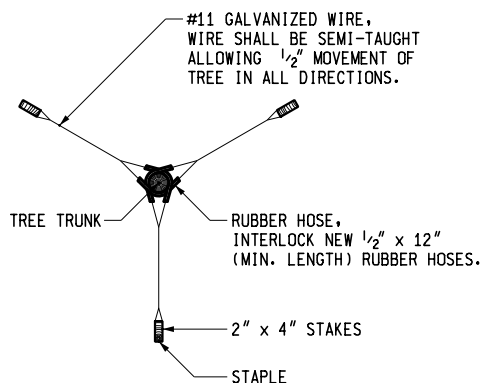 #11 GALVANIZED WIRE,
WIRE SHALL BE SEMI-TAUGHT
ALLOWING 1/2" MOVEMENT OF
TREE IN ALL DIRECTIONS.
TREE TRUNK
RUBBER HOSE,
INTERLOCK NEW 1/2" x 12"
(MIN. LENGTH) RUBBER HOSES.
2" x 4" STAKES
STAPLE